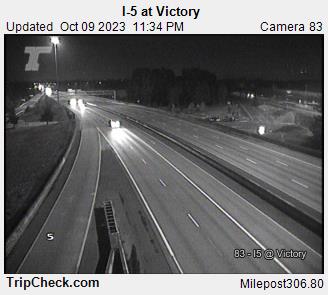 I-5 at Victory
Updated Oct 09 2023 11:34 PM Camera 83
T
S
83 - I5 @ Victory
TripCheck.com Milepost306.80